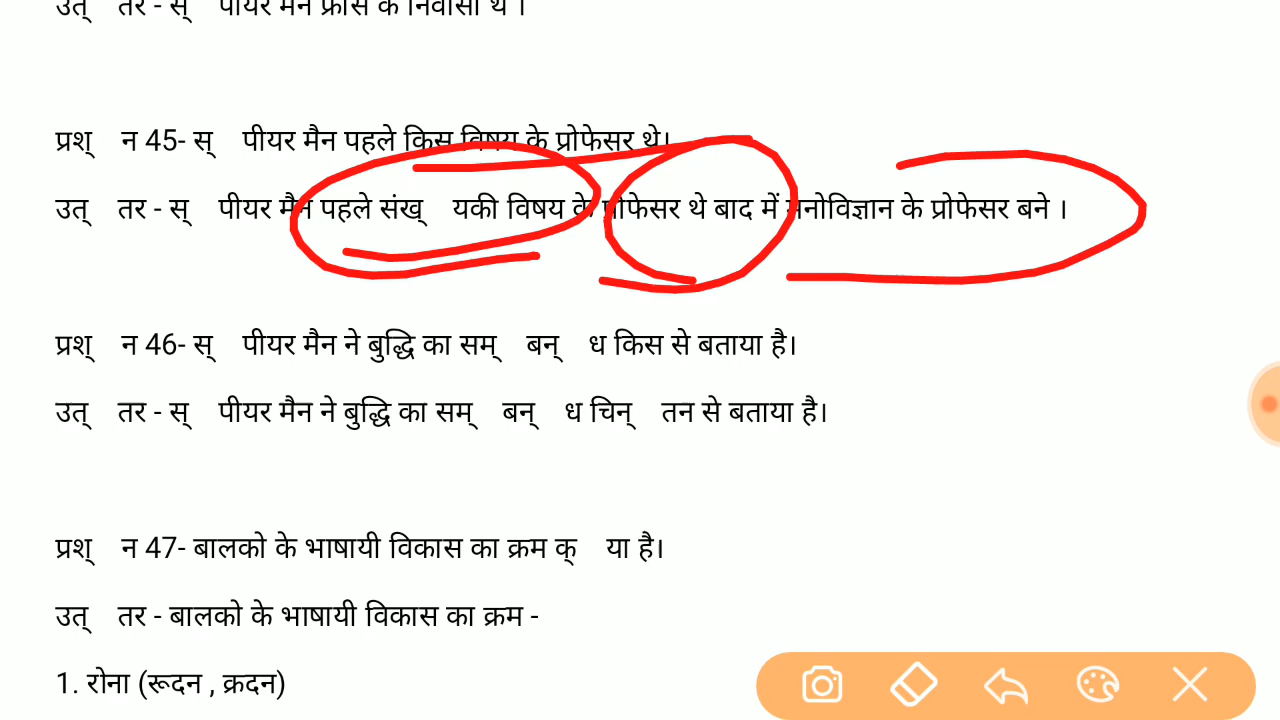 उत् तर - स् पीयर मैन फ्रांस के निवासी थे ।
प्रश् न 45- स् पीयर मैन पहले किस विषय के प्रोफेसर थे।
उत् तर - स् पीयर मैन पहले संख् यकी विषय के प्रोफेसर थे बाद में मनोविज्ञान के प्रोफेसर बने ।
प्रश् न 46- स् पीयर मैन ने बुद्धि का सम् बन् ध किस से बताया है।
उत् तर - स् पीयर मैन ने बुद्धि का सम् बन् ध चिन् तन से बताया है।
प्रश् न 47- बालको के भाषायी विकास का क्रम क् या है।
उत् तर - बालको के भाषायी विकास का क्रम -
1. रोना (रूदन , क्रदन)